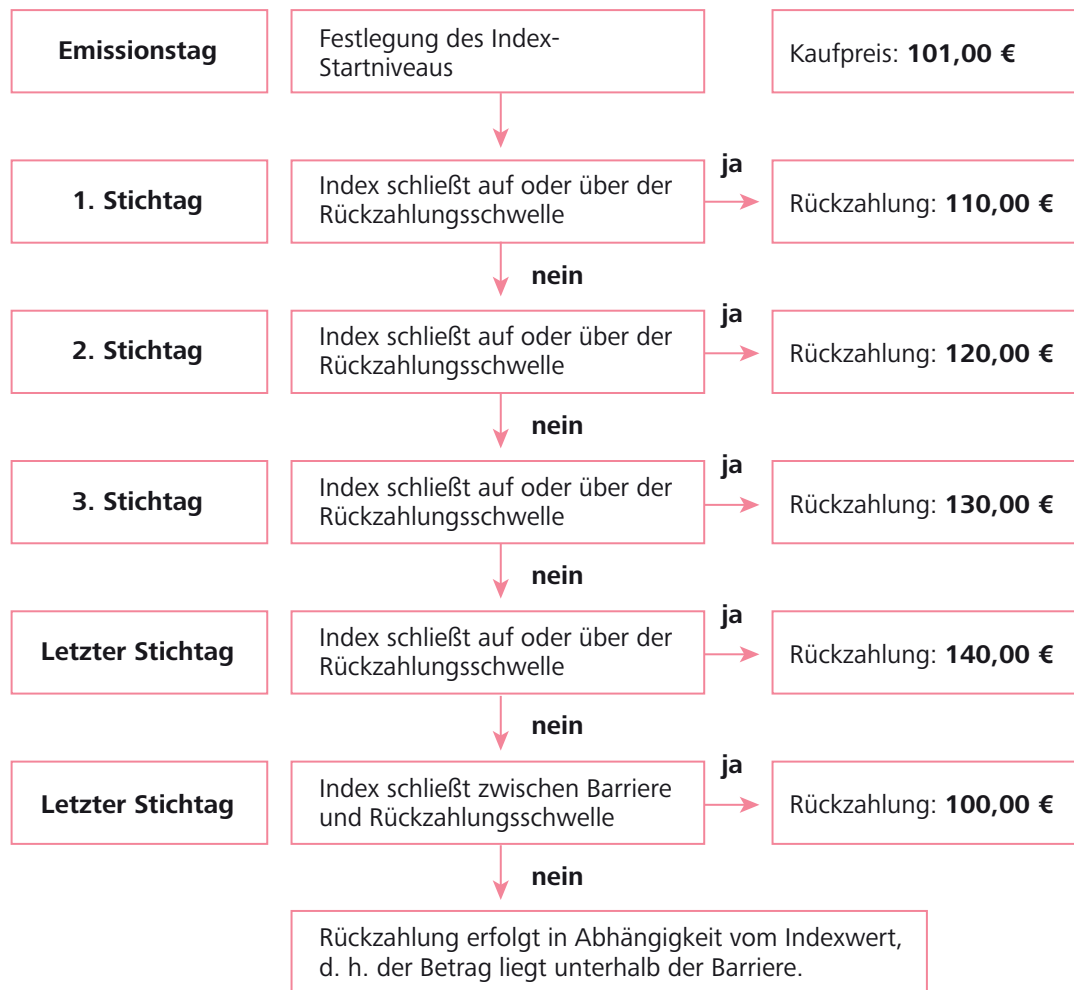 Emissionstag
Festlegung des Index-
Startniveaus
Kaufpreis: 101,00 €
1. Stichtag
Index schließt auf oder über der
Rückzahlungsschwelle
ja
Rückzahlung: 110,00 €
nein
2. Stichtag
Index schließt auf oder über der
Rückzahlungsschwelle
ja
Rückzahlung: 120,00 €
nein
3. Stichtag
Index schließt auf oder über der
Rückzahlungsschwelle
ja
Rückzahlung: 130,00 €
nein
Letzter Stichtag
Index schließt auf oder über der
Rückzahlungsschwelle
ja
Rückzahlung: 140,00 €
nein
Letzter Stichtag
Index schließt zwischen Barriere
und Rückzahlungsschwelle
ja
Rückzahlung: 100,00 €
nein
Rückzahlung erfolgt in Abhängigkeit vom Indexwert,
d. h. der Betrag liegt unterhalb der Barriere.